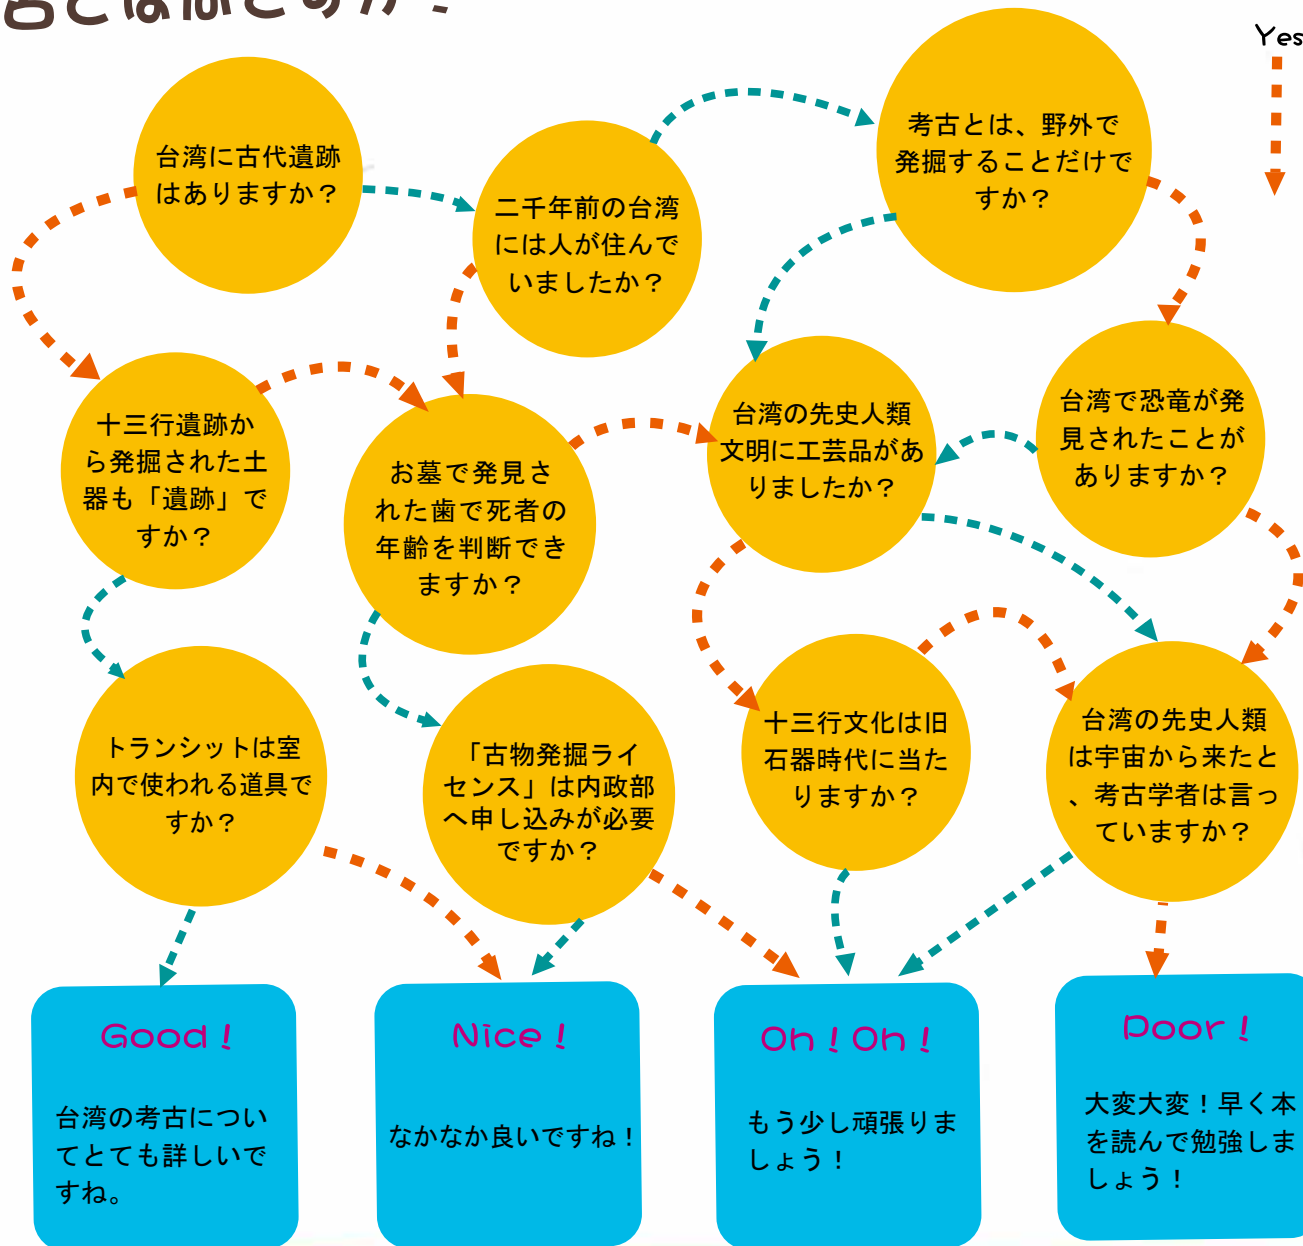 古とは何ですか？
Yes
台湾に古代遺跡
はありますか？
二千年前の台湾
には人が住んで
いましたか？
考古とは、野外で
発掘することだけで
すか？
十三行遺跡か
ら発掘された土
器も「遺跡」で
すか？
お墓で発見さ
れた歯で死者の
年齢を判断でき
ますか？
台湾の先史人類
文明に工芸品があ
りましたか？
台湾で恐竜が発
見されたことが
ありますか？
トランシットは室
内で使われる道具で
すか？
「古物発掘ライ
センス」は内政部
へ申し込みが必要
ですか？
十三行文化は旧
石器時代に当た
りますか？
台湾の先史人類
は宇宙から来たと
、考古学者は言っ
ていますか？
Good！
台湾の考古につい
てとても詳しいで
すね。
Nice！
なかなか良いですね！
Oh！Oh！
もう少し頑張りま
しょう！
Poor！
大変大変！早く本
を読んで勉強しま
しょう！